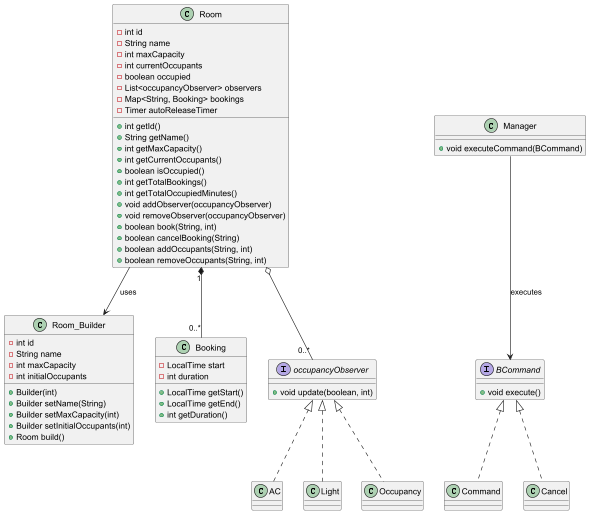 C Room
int id
String name
int maxCapacity
int currentOccupants
boolean occupied
List<occupancyObserver> observers
Map<String, Booking> bookings
Timer autoReleaseTimer
int getId()
String getName()
int getMaxCapacity()
int getCurrentOccupants()
boolean isOccupied()
int getTotalBookings()
int getTotalOccupiedMinutes()
void addObserver(occupancyObserver)
void removeObserver(occupancyObserver)
boolean book(String, int)
boolean cancelBooking(String)
boolean addOccupants(String, int)
boolean removeOccupants(String, int)
C Manager
void executeCommand(BCommand)
uses
1
0..*
0..*
executes
C Room_Builder
int id
String name
int maxCapacity
int initialOccupants
Builder(int)
Builder setName(String)
Builder setMaxCapacity(int)
Builder setInitialOccupants(int)
Room build()
C Booking
LocalTime start
int duration
LocalTime getStart()
LocalTime getEnd()
int getDuration()
I occupancyObserver
void update(boolean, int)
I BCommand
void execute()
C AC
C Light
C Occupancy
C Command
C Cancel